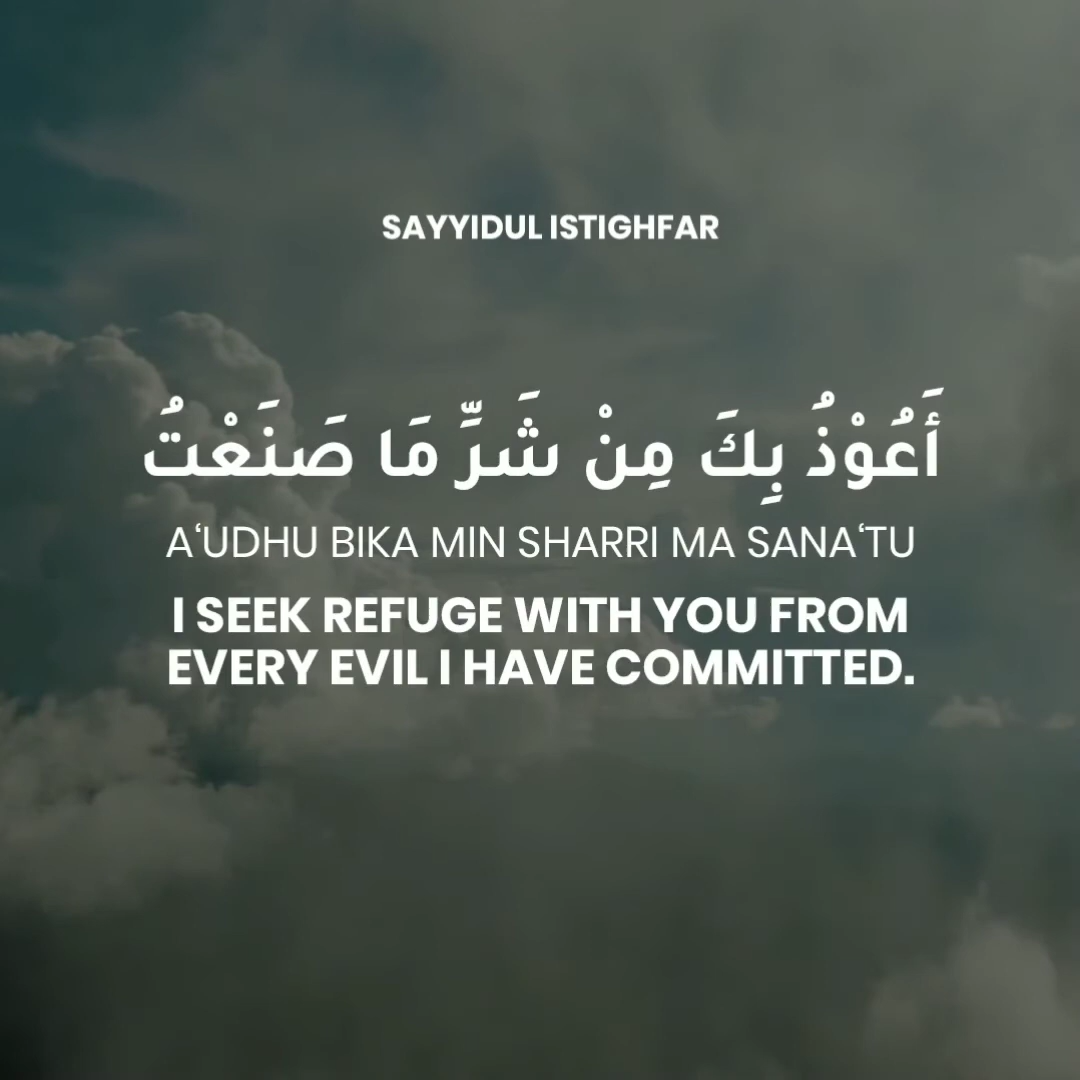 SAYYIDUL ISTIGHFAR
أَعُوْذُ بِكَ مِنْ شَرِّ مَا صَنَعْتُ
A‘UDHU BIKA MIN SHARRI MA SANA‘TU
I SEEK REFUGE WITH YOU FROM
EVERY EVIL I HAVE COMMITTED.